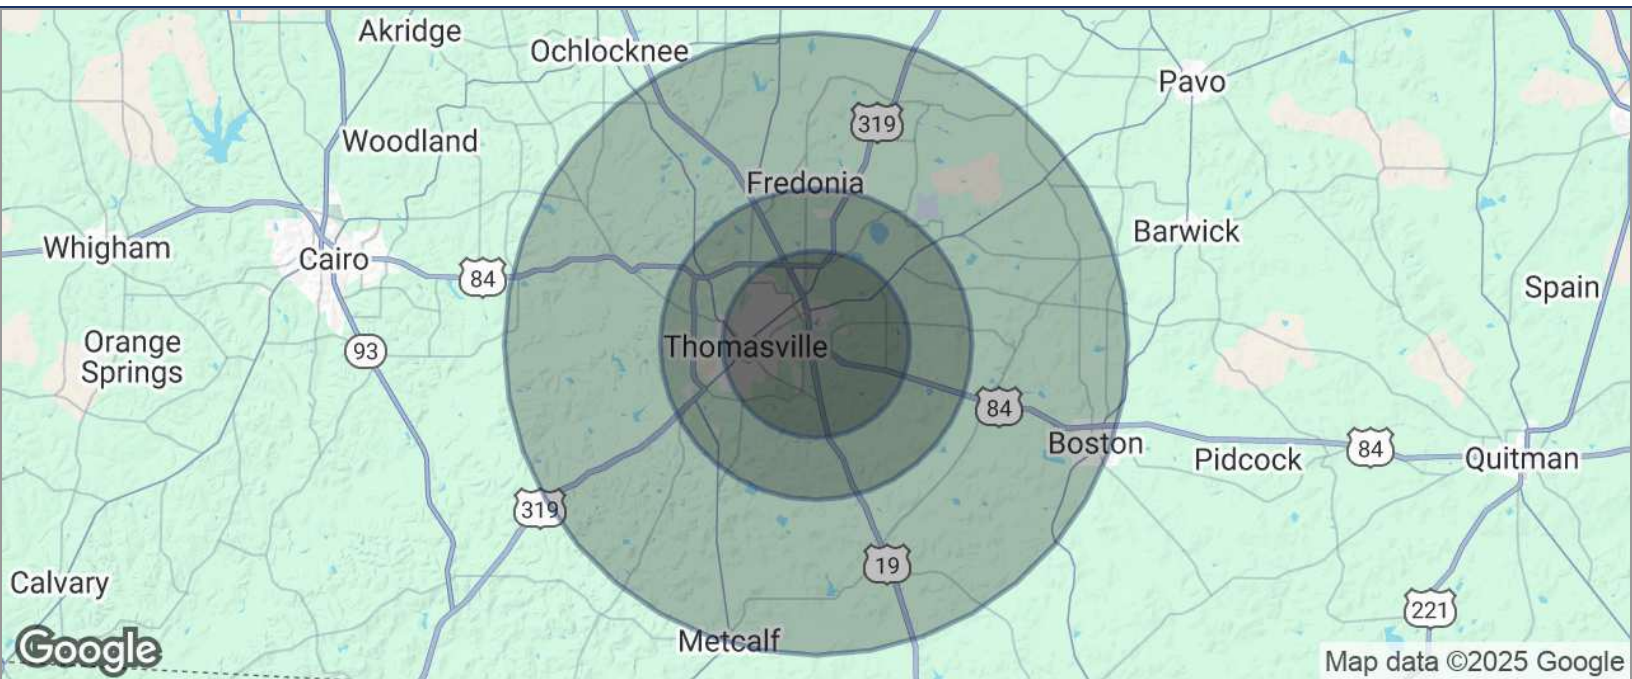 Akridge
Ochlocknee
Pavo
319
Woodland
Fredonia
Barwick
Whigham
Cairo
84
Spain
Orange
Springs
93
Thomasville
84
Boston
84
Pidcock
Quitman
319
19
Calvary
221
Metcalf
Google
Map data ©2025 Google